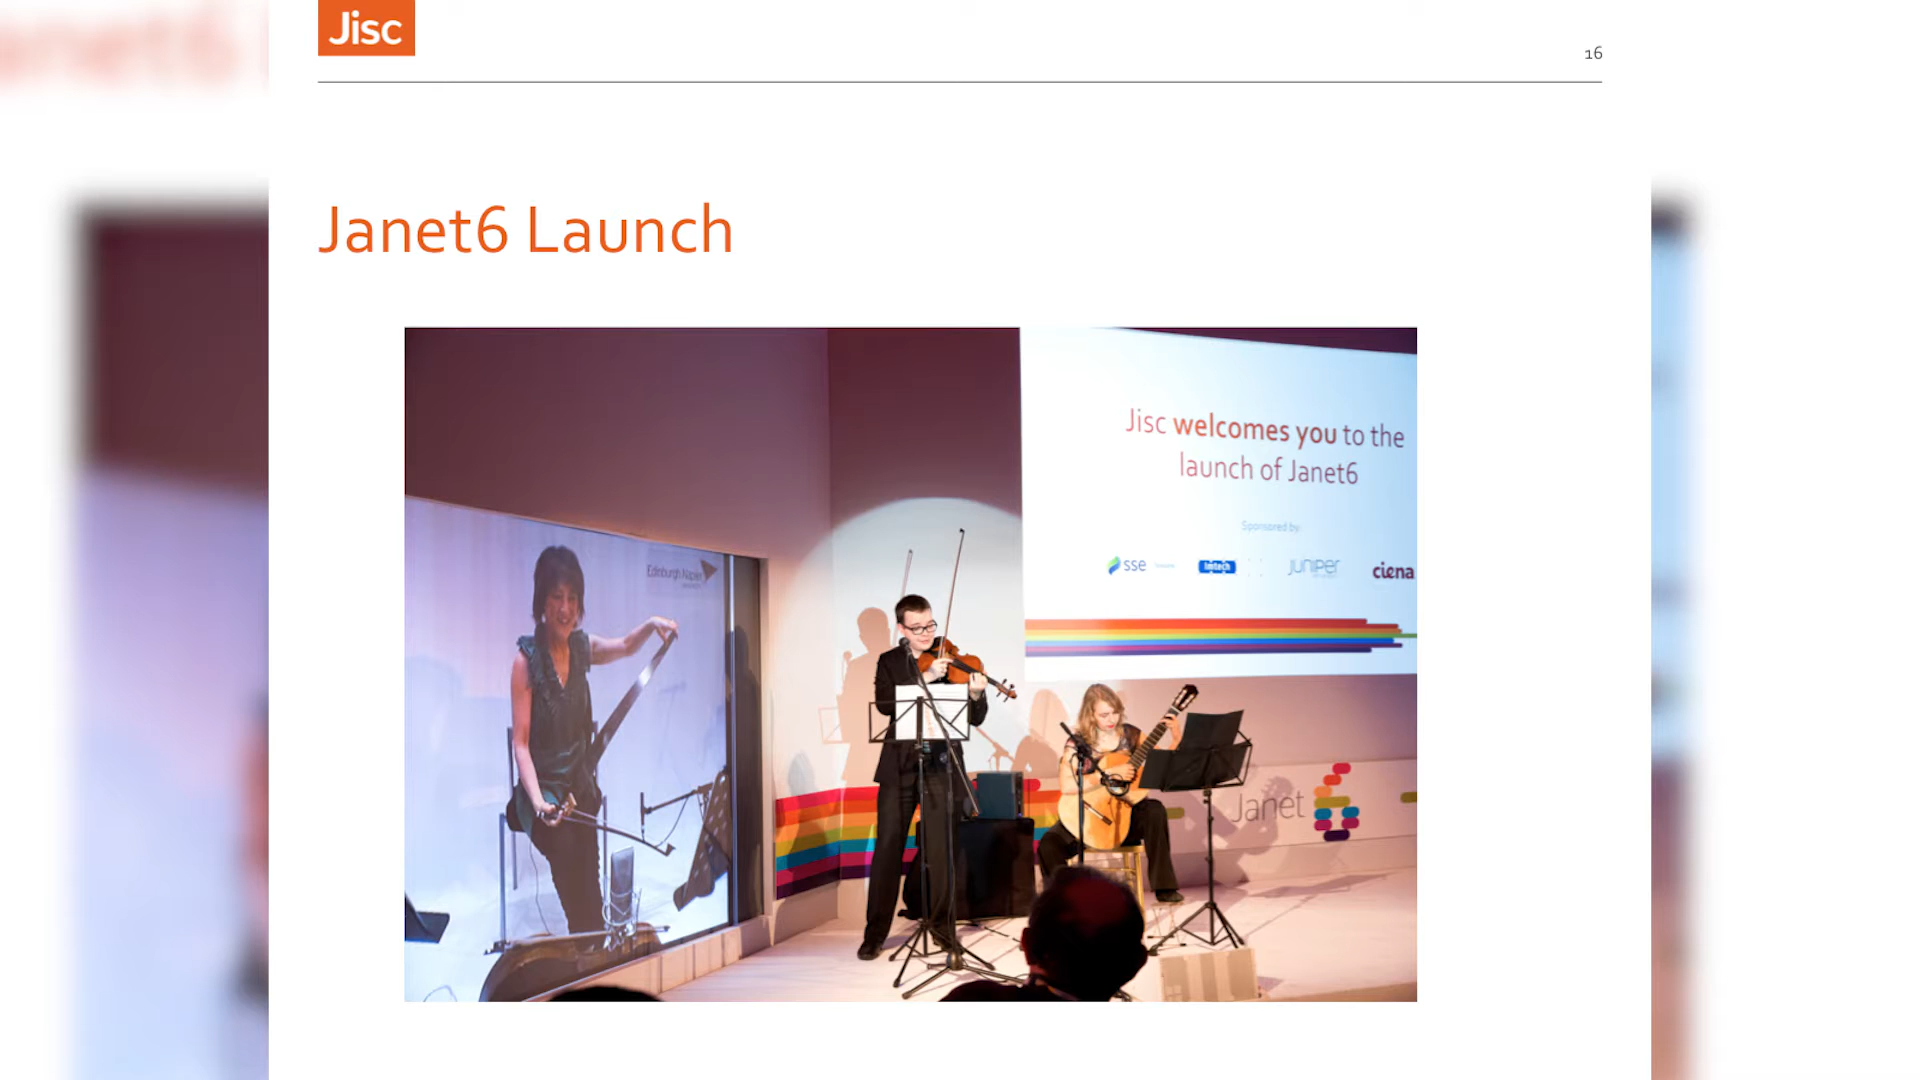 Jisc
16
Janet6 Launch
Jisc welcomes you to the
launch of Janet6
Sponsored by:
sse
Imtech
JUNIPEr
ciena
Edinburgh Napier
Janet